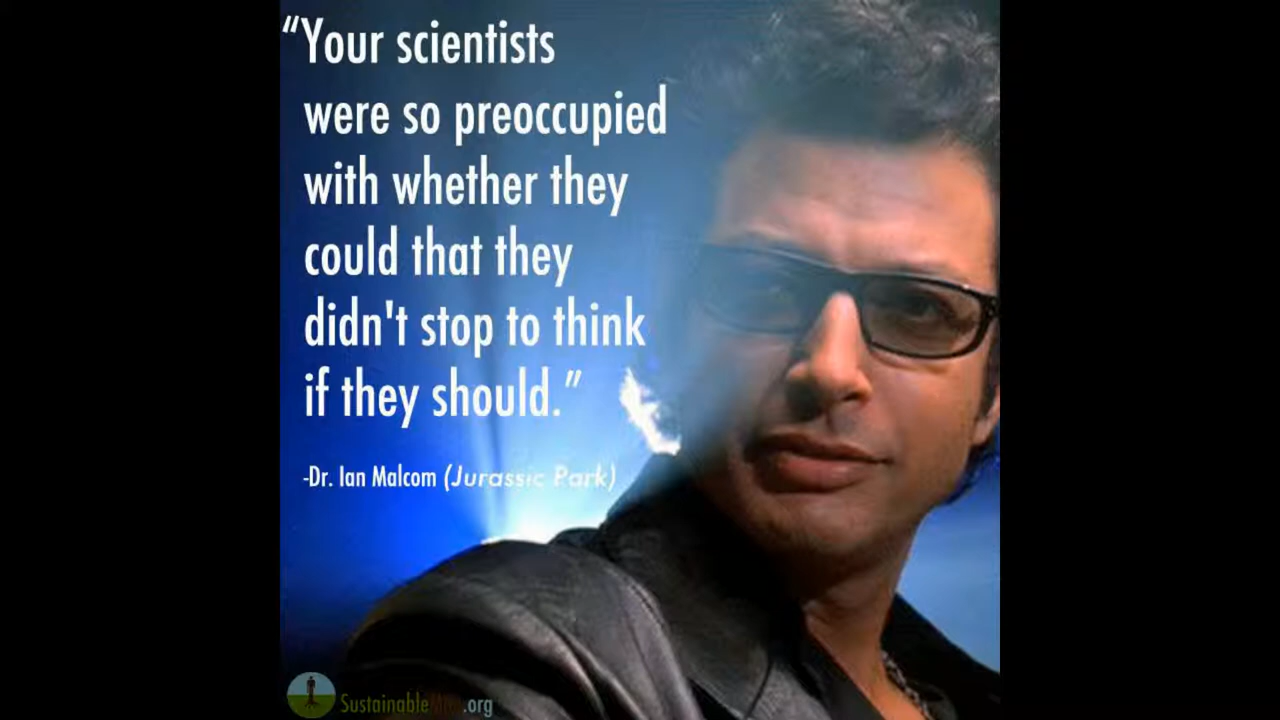 “Your scientists
were so preoccupied
with whether they
could that they
didn't stop to think
if they should.”
-Dr. Ian Malcom (Jurassic Park)
Sustainable .org